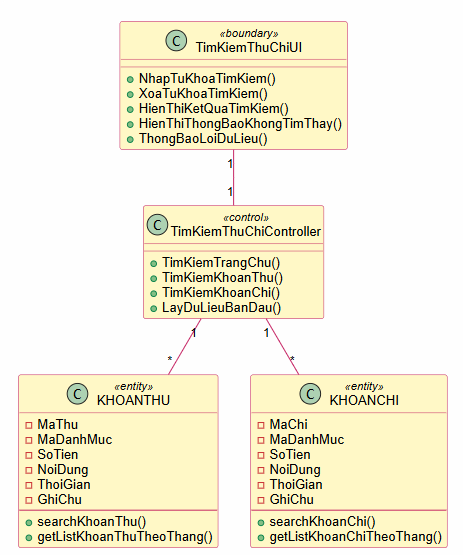 «boundary»
C TimKiemThuChiUI
NhapTuKhoaTimKiem()
XoaTuKhoaTimKiem()
HienThiKetQuaTimKiem()
HienThiThongBaoKhongTimThay()
ThongBaoLoiDuLieu()
1
1
«control»
C TimKiemThuChiController
TimKiemTrangChu()
TimKiemKhoanThu()
TimKiemKhoanChi()
LayDuLieuBanDau()
1 1
* *
«entity»
C KHOANTHU
MaThu
MaDanhMuc
SoTien
NoiDung
ThoiGian
GhiChu
searchKhoanThu()
getListKhoanThuTheoThang()
«entity»
C KHOANCHI
MaChi
MaDanhMuc
SoTien
NoiDung
ThoiGian
GhiChu
searchKhoanChi()
getListKhoanChiTheoThang()